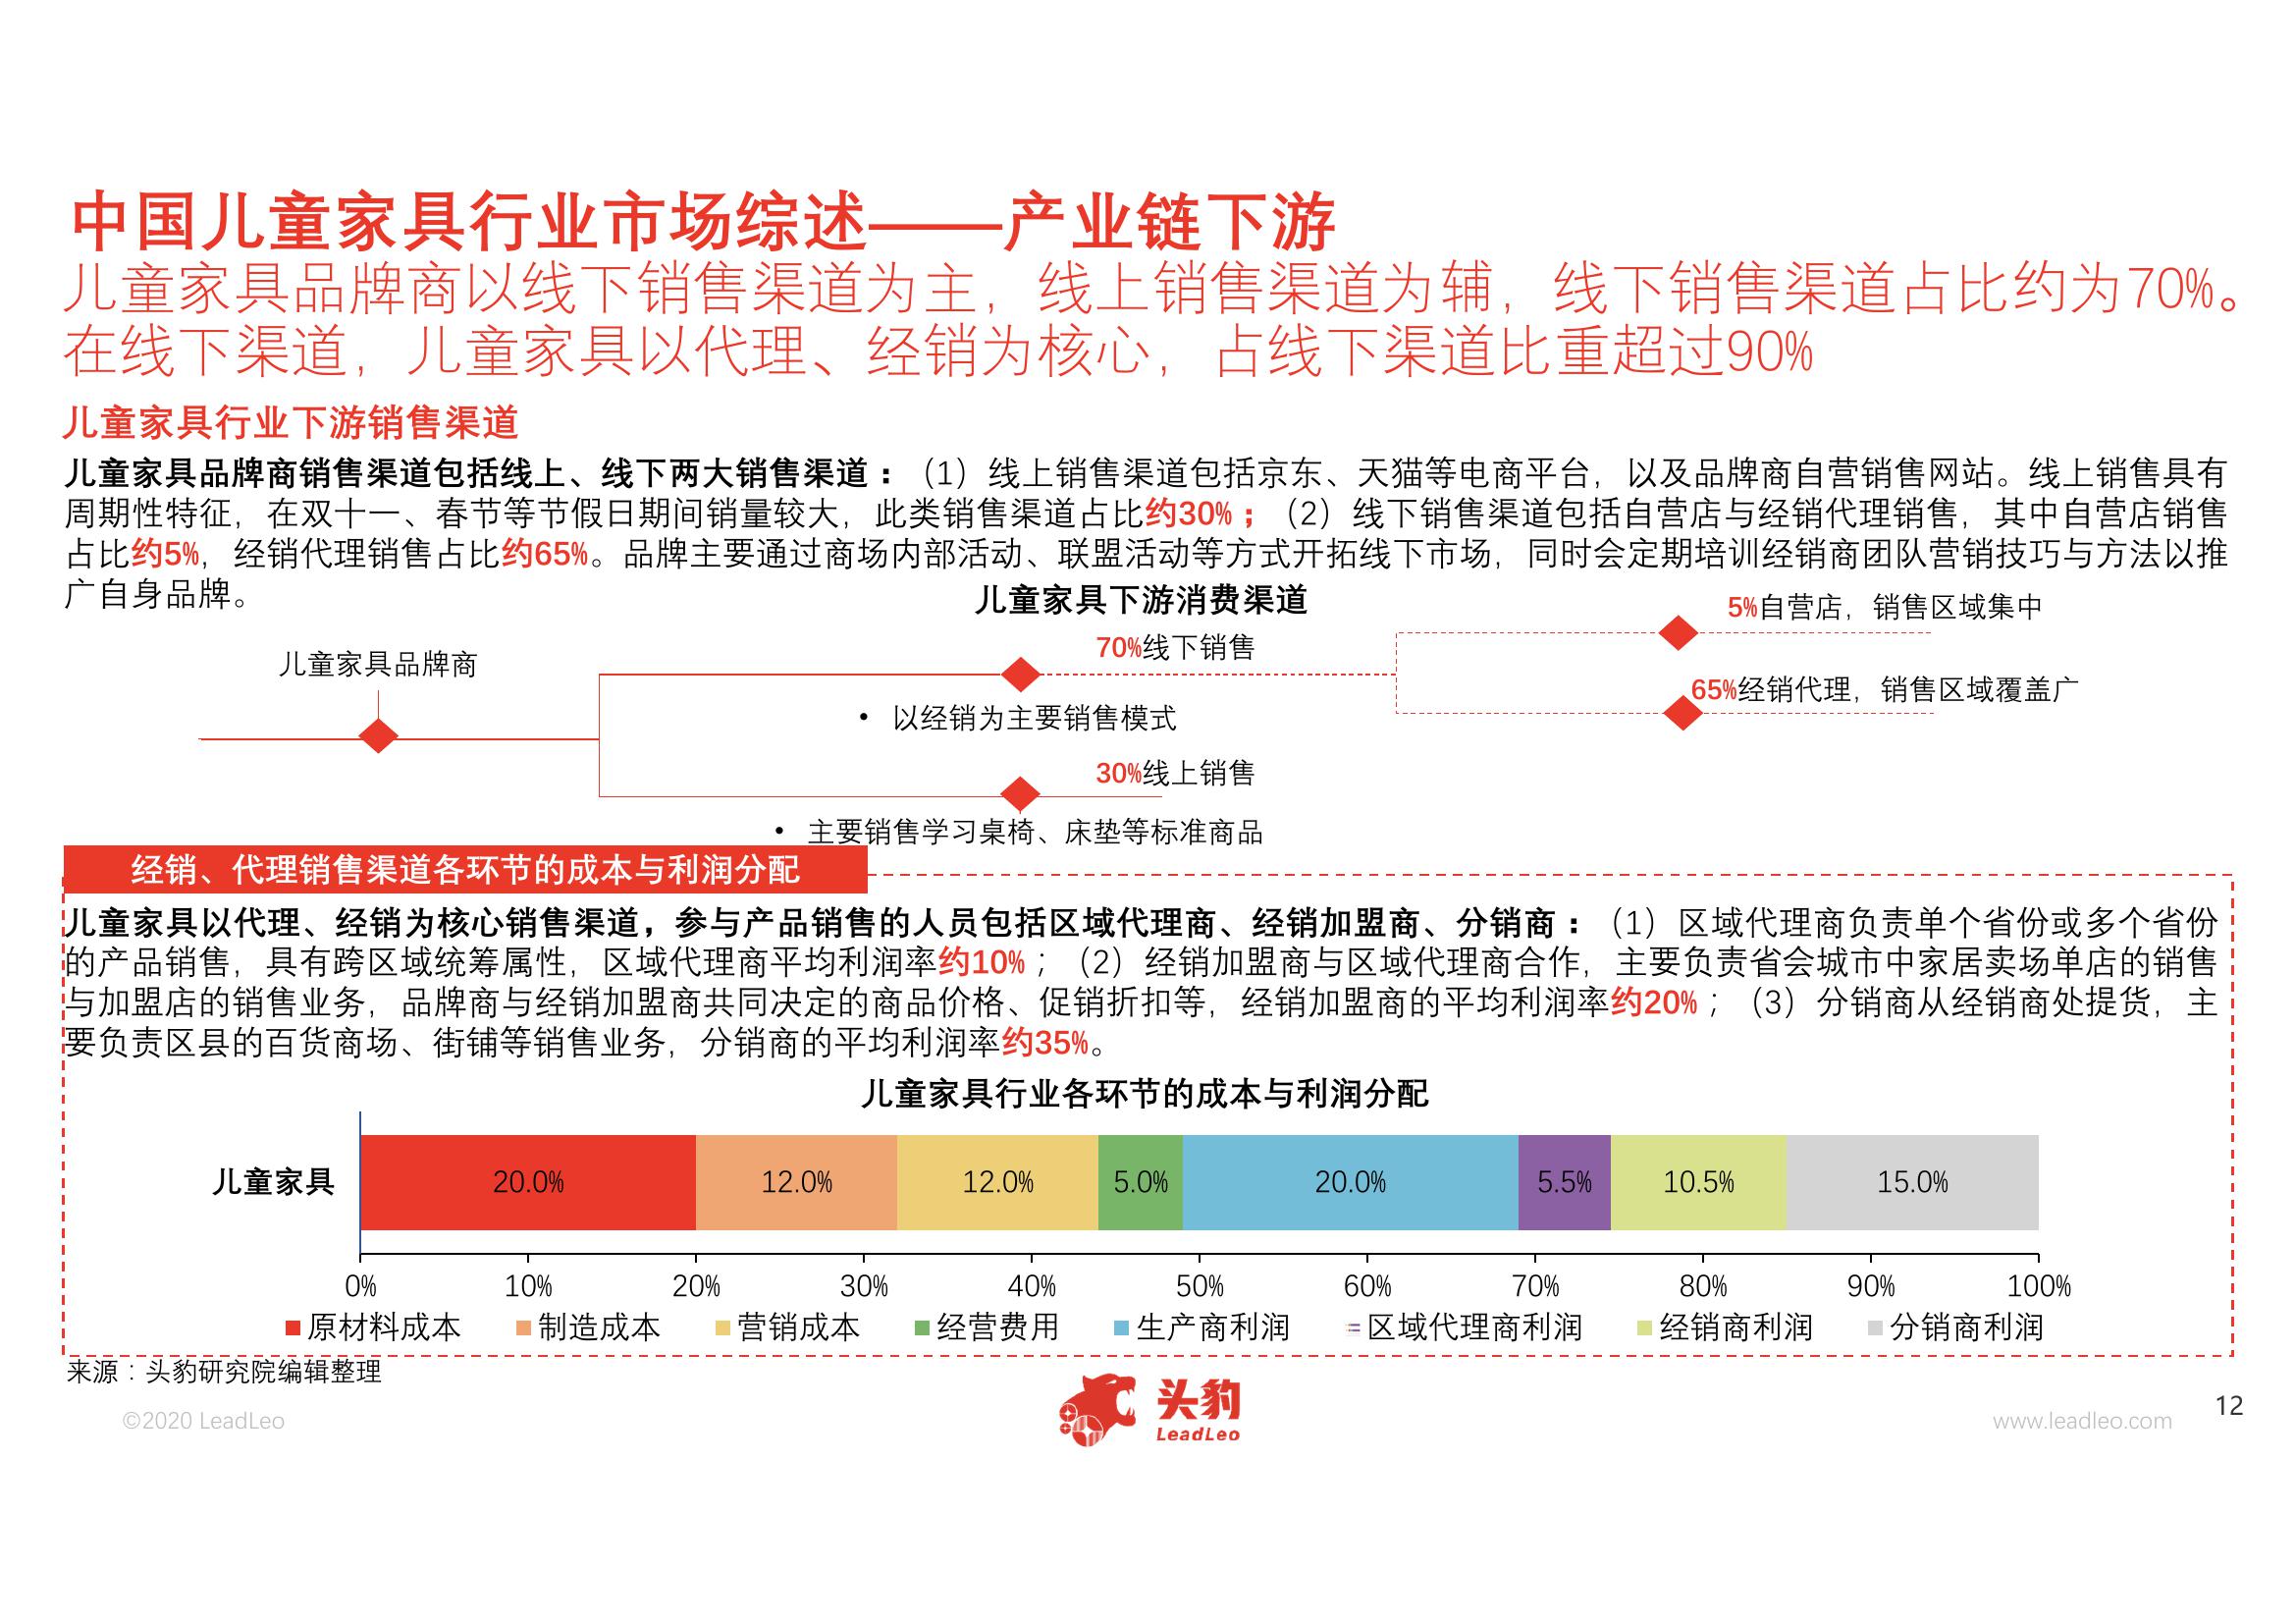 中国儿童家具行业市场综述——产业链下游
儿童家具品牌商以线下销售渠道为主，线上销售渠道为辅，线下销售渠道占比约为70%。
在线下渠道，儿童家具以代理、经销为核心，占线下渠道比重超过90%
儿童家具行业下游销售渠道
儿童家具品牌商销售渠道包括线上、线下两大销售渠道：（1）线上销售渠道包括京东、天猫等电商平台，以及品牌商自营销售网站。线上销售具有
周期性特征，在双十一、春节等节假日期间销量较大，此类销售渠道占比约30%；（2）线下销售渠道包括自营店与经销代理销售，其中自营店销售
占比约5%，经销代理销售占比约65%。品牌主要通过商场内部活动、联盟活动等方式开拓线下市场，同时会定期培训经销商团队营销技巧与方法以推
广自身品牌。
儿童家具下游消费渠道
5%自营店，销售区域集中
70%线下销售
儿童家具品牌商
65%经销代理，销售区域覆盖广
• 以经销为主要销售模式
30%线上销售
• 主要销售学习桌椅、床垫等标准商品
经销、代理销售渠道各环节的成本与利润分配
儿童家具以代理、经销为核心销售渠道，参与产品销售的人员包括区域代理商、经销加盟商、分销商：（1）区域代理商负责单个省份或多个省份
的产品销售，具有跨区域统筹属性，区域代理商平均利润率约10%；（2）经销加盟商与区域代理商合作，主要负责省会城市中家居卖场单店的销售
与加盟店的销售业务，品牌商与经销加盟商共同决定的商品价格、促销折扣等，经销加盟商的平均利润率约20%；（3）分销商从经销商处提货，主
要负责区县的百货商场、街铺等销售业务，分销商的平均利润率约35%。
儿童家具行业各环节的成本与利润分配
儿童家具 20.0% 12.0% 12.0% 5.0% 20.0% 5.5% 10.5% 15.0%
0% 10% 20% 30% 40% 50% 60% 70% 80% 90% 100%
原材料成本 制造成本 营销成本 经营费用 生产商利润 区域代理商利润 经销商利润 分销商利润
来源：头豹研究院编辑整理
头豹
LeadLeo
©2020 LeadLeo
www.leadleo.com
12